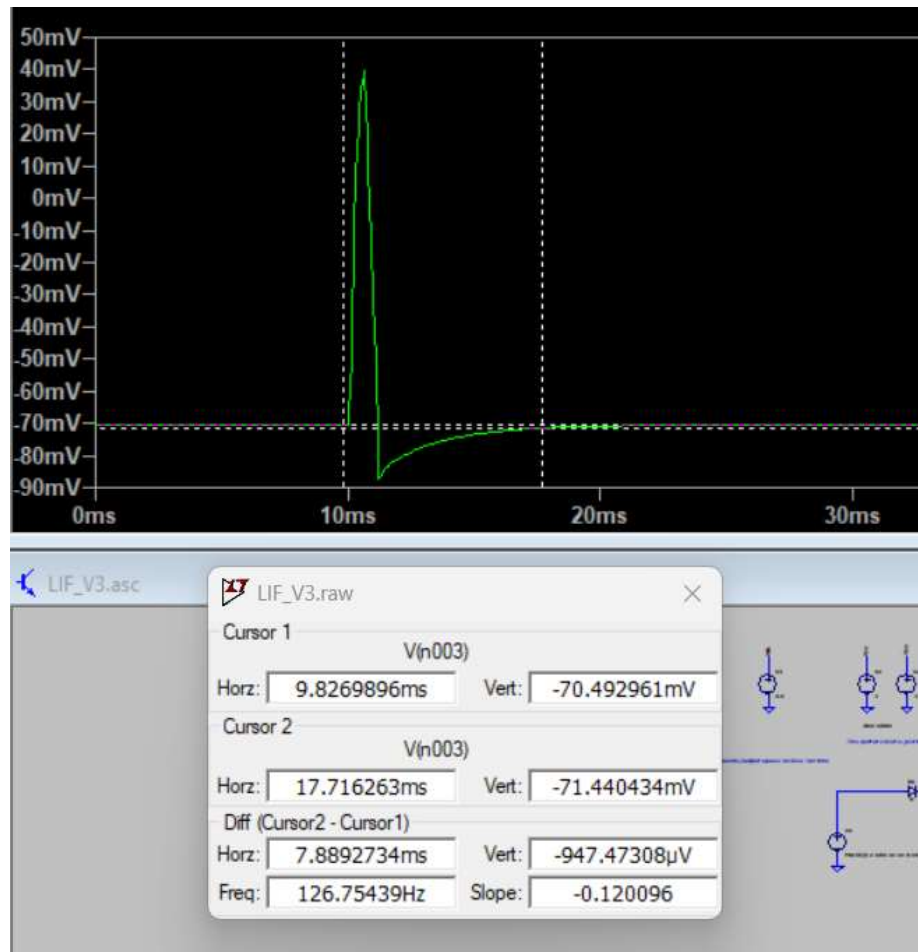 50mV
40mV
30mV
20mV
10mV
0mV
-10mV
-20mV
-30mV
-40mV
-50mV
-60mV
-70mV
-80mV
-90mV
0ms 10ms 20ms 30ms
LIF_V3.asc
LIF_V3.raw
Cursor 1
V(n003)
Horz: 9.8269896ms Vert: -70.492961mV
Cursor 2
V(n003)
Horz: 17.716263ms Vert: -71.440434mV
Diff (Cursor2 - Cursor1)
Horz: 7.8892734ms Vert: -947.47308µV
Freq: 126.75439Hz Slope: -0.120096